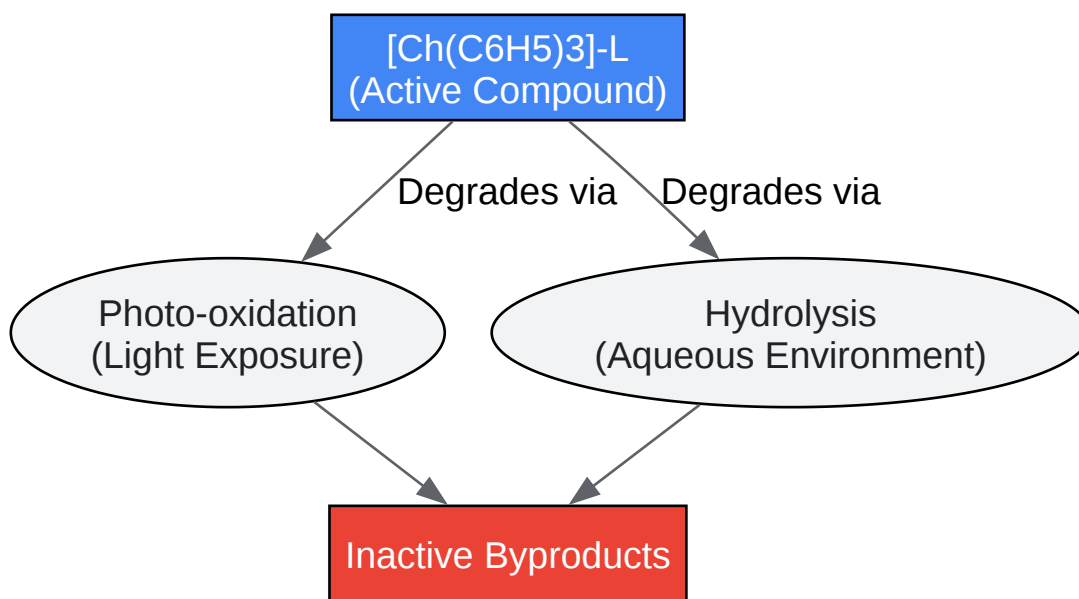 [Ch(C6H5)3]-L
(Active Compound)
Degrades via
Degrades via
Photo-oxidation
(Light Exposure)
Hydrolysis
(Aqueous Environment)
Inactive Byproducts